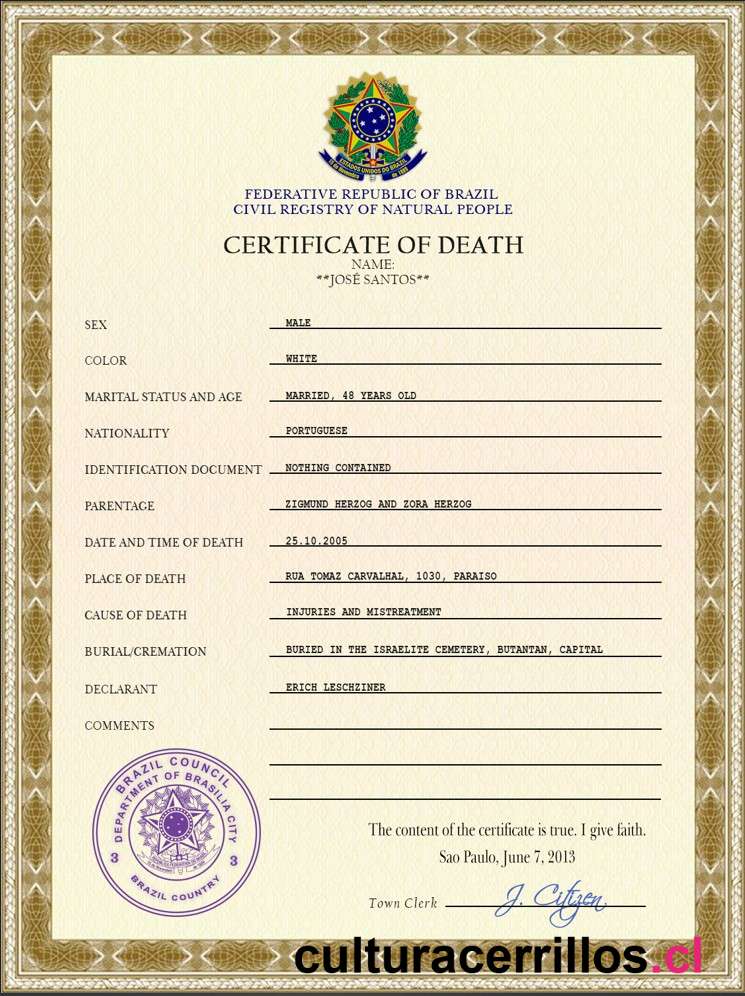 ESTADOS UNIDOS DO BRASIL
15 de Novembro de 1889
FEDERATIVE REPUBLIC OF BRAZIL
CIVIL REGISTRY OF NATURAL PEOPLE
CERTIFICATE OF DEATH
NAME:
**JOSÉ SANTOS**
SEX MALE
COLOR WHITE
MARITAL STATUS AND AGE MARRIED, 48 YEARS OLD
NATIONALITY PORTUGUESE
IDENTIFICATION DOCUMENT NOTHING CONTAINED
PARENTAGE ZIGMUND HERZOG AND ZORA HERZOG
DATE AND TIME OF DEATH 25.10.2005
PLACE OF DEATH RUA TOMAZ CARVALHAL, 1030, PARAISO
CAUSE OF DEATH INJURIES AND MISTREATMENT
BURIAL/CREMATION BURIED IN THE ISRAELITE CEMETERY, BUTANTAN, CAPITAL
DECLARANT ERICH LESCHZINER
COMMENTS
BRAZIL COUNCIL
DEPARTMENT OF BRASILIA CITY
3 3
BRAZIL COUNTRY
The content of the certificate is true. I give faith.
Sao Paulo, June 7, 2013
Town Clerk J. Citizen
culturacerrillos.cl